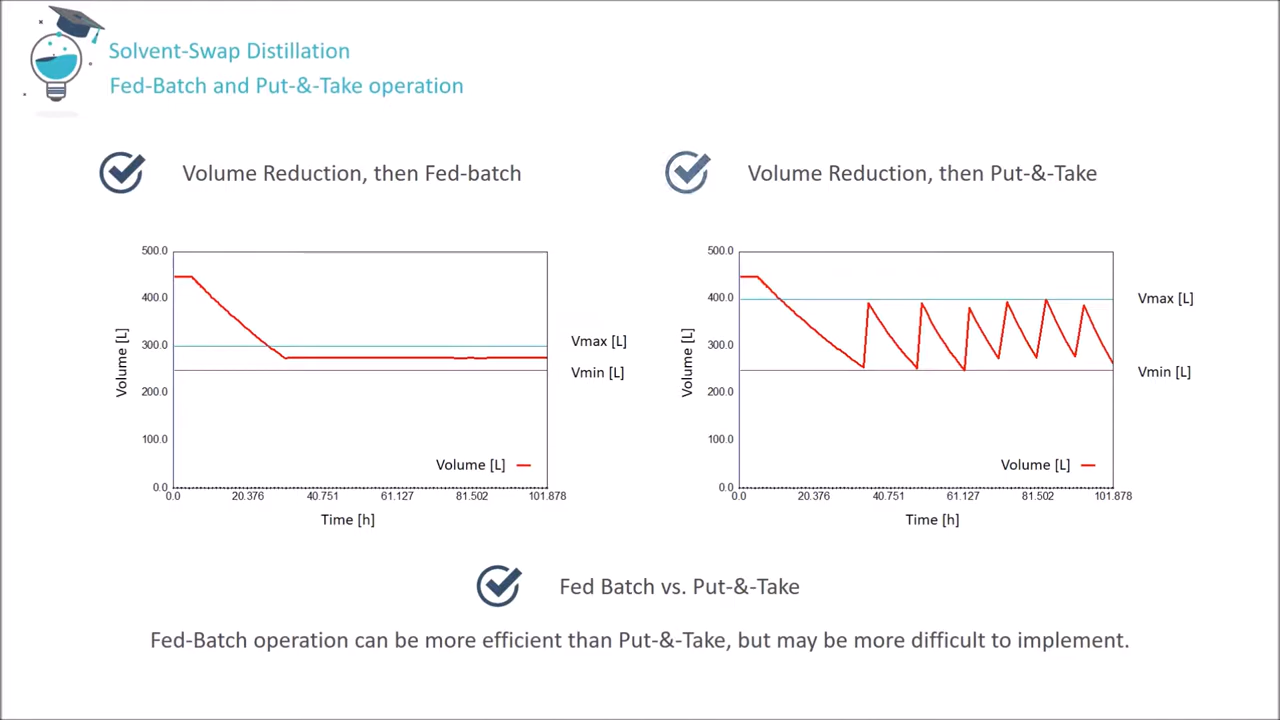 Solvent-Swap Distillation
Fed-Batch and Put-&-Take operation
Volume Reduction, then Fed-batch
500.0
400.0
300.0
200.0
100.0
0.0
Volume [L]
Vmax [L]
Vmin [L]
Volume [L]
0.0 20.376 40.751 61.127 81.502 101.878
Time [h]
Volume Reduction, then Put-&-Take
500.0
400.0
300.0
200.0
100.0
0.0
Volume [L]
Vmax [L]
Vmin [L]
Volume [L]
0.0 20.376 40.751 61.127 81.502 101.878
Time [h]
Fed Batch vs. Put-&-Take
Fed-Batch operation can be more efficient than Put-&-Take, but may be more difficult to implement.